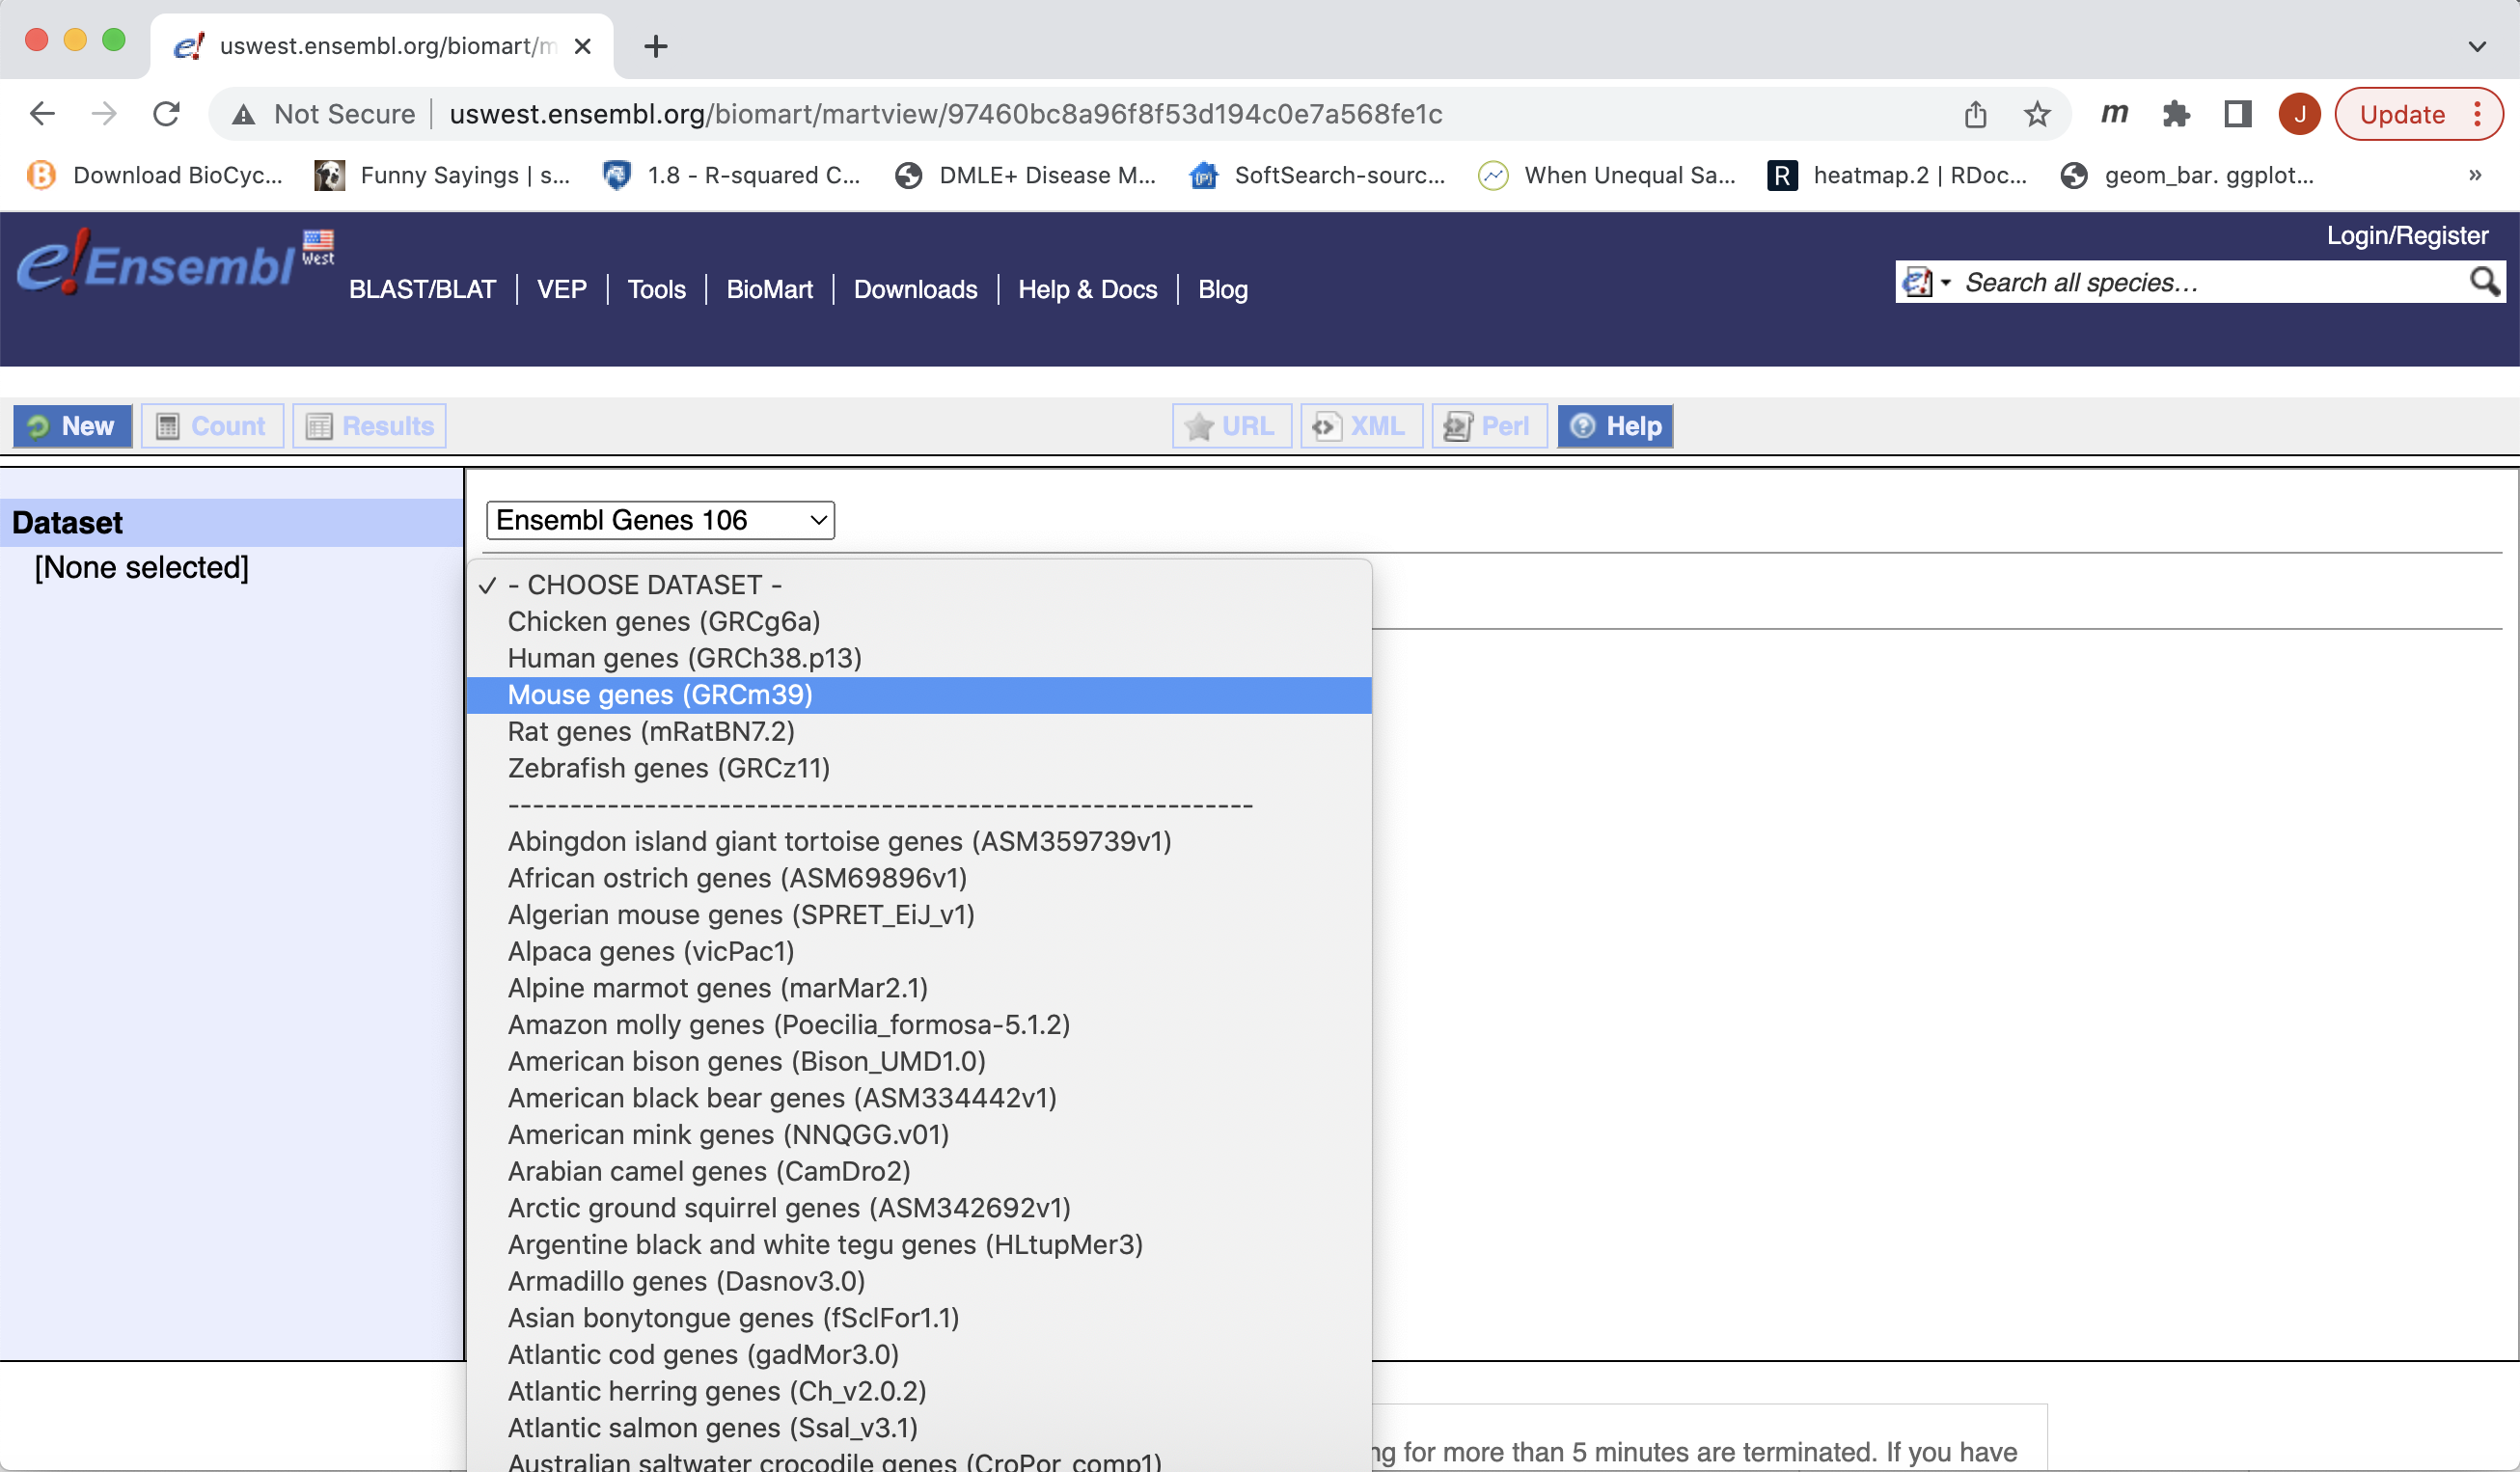 uswest.ensembl.org/biomart/m
Not Secure uswest.ensembl.org/biomart/martview/97460bc8a96f8f53d194c0e7a568fe1c
m
J
Update
Download BioCyc...
Funny Sayings | s...
1.8 - R-squared C...
DMLE+ Disease M...
SoftSearch-sourc...
When Unequal Sa...
R heatmap.2 | RDoc...
geom_bar. ggplot...
»
Login/Register
e!Ensembl West
BLAST/BLAT | VEP | Tools | BioMart | Downloads | Help & Docs | Blog
e! Search all species...
New Count Results URL XML Perl Help
Dataset
[None selected]
Ensembl Genes 106
✓ - CHOOSE DATASET -
Chicken genes (GRCg6a)
Human genes (GRCh38.p13)
Mouse genes (GRCm39)
Rat genes (mRatBN7.2)
Zebrafish genes (GRCz11)
------------------------------------------------------------
Abingdon island giant tortoise genes (ASM359739v1)
African ostrich genes (ASM69896v1)
Algerian mouse genes (SPRET_EiJ_v1)
Alpaca genes (vicPac1)
Alpine marmot genes (marMar2.1)
Amazon molly genes (Poecilia_formosa-5.1.2)
American bison genes (Bison_UMD1.0)
American black bear genes (ASM334442v1)
American mink genes (NNQGG.v01)
Arabian camel genes (CamDro2)
Arctic ground squirrel genes (ASM342692v1)
Argentine black and white tegu genes (HLtupMer3)
Armadillo genes (Dasnov3.0)
Asian bonytongue genes (fSclFor1.1)
Atlantic cod genes (gadMor3.0)
Atlantic herring genes (Ch_v2.0.2)
Atlantic salmon genes (Ssal_v3.1)
Australian saltwater crocodile genes (CroPor_comp1)
ng for more than 5 minutes are terminated. If you have